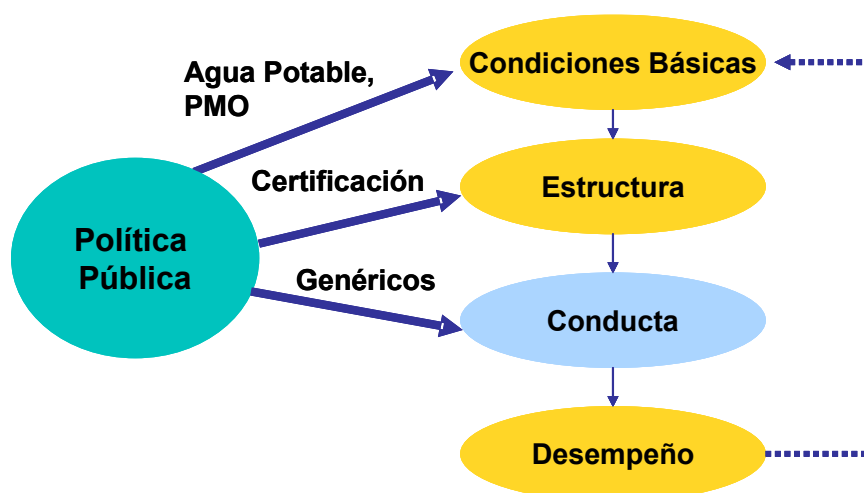 Agua Potable,
PMO
Certificación
Genéricos
Política
Pública
Condiciones Básicas
Estructura
Conducta
Desempeño